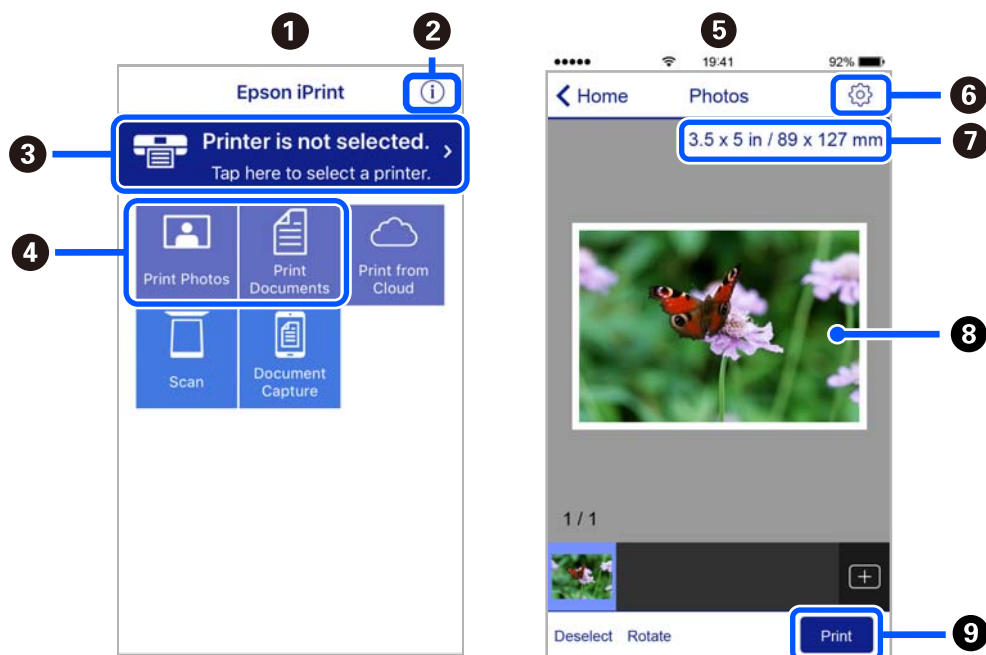 1
2
Epson iPrint
i
3
Printer is not selected.
Tap here to select a printer.
4
Print Photos
Print
Documents
Print from
Cloud
Scan
Document
Capture
5
19:41
92%
Home
Photos
6
3.5 x 5 in / 89 x 127 mm
7
8
1 / 1
Deselect
Rotate
Print
9